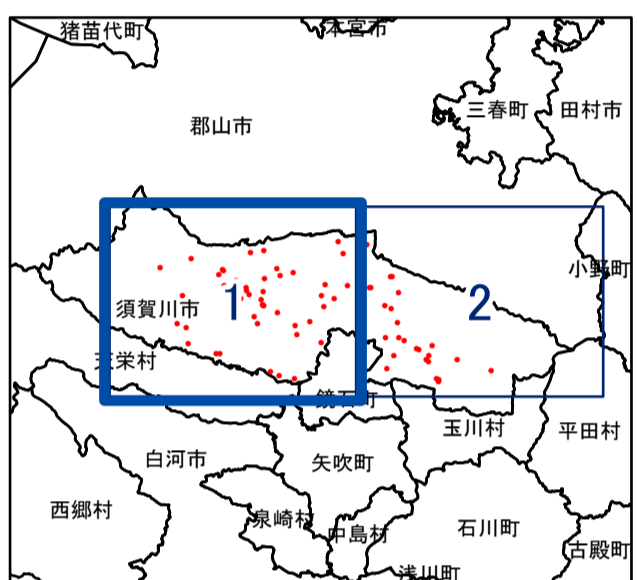 猪苗代町
本宮市
三春町
田村市
郡山市
小野町
須賀川市
1
2
天栄村
鏡石町
玉川村
平田村
白河市
矢吹町
西郷村
泉崎村
中島村
石川町
古殿町
浅川町